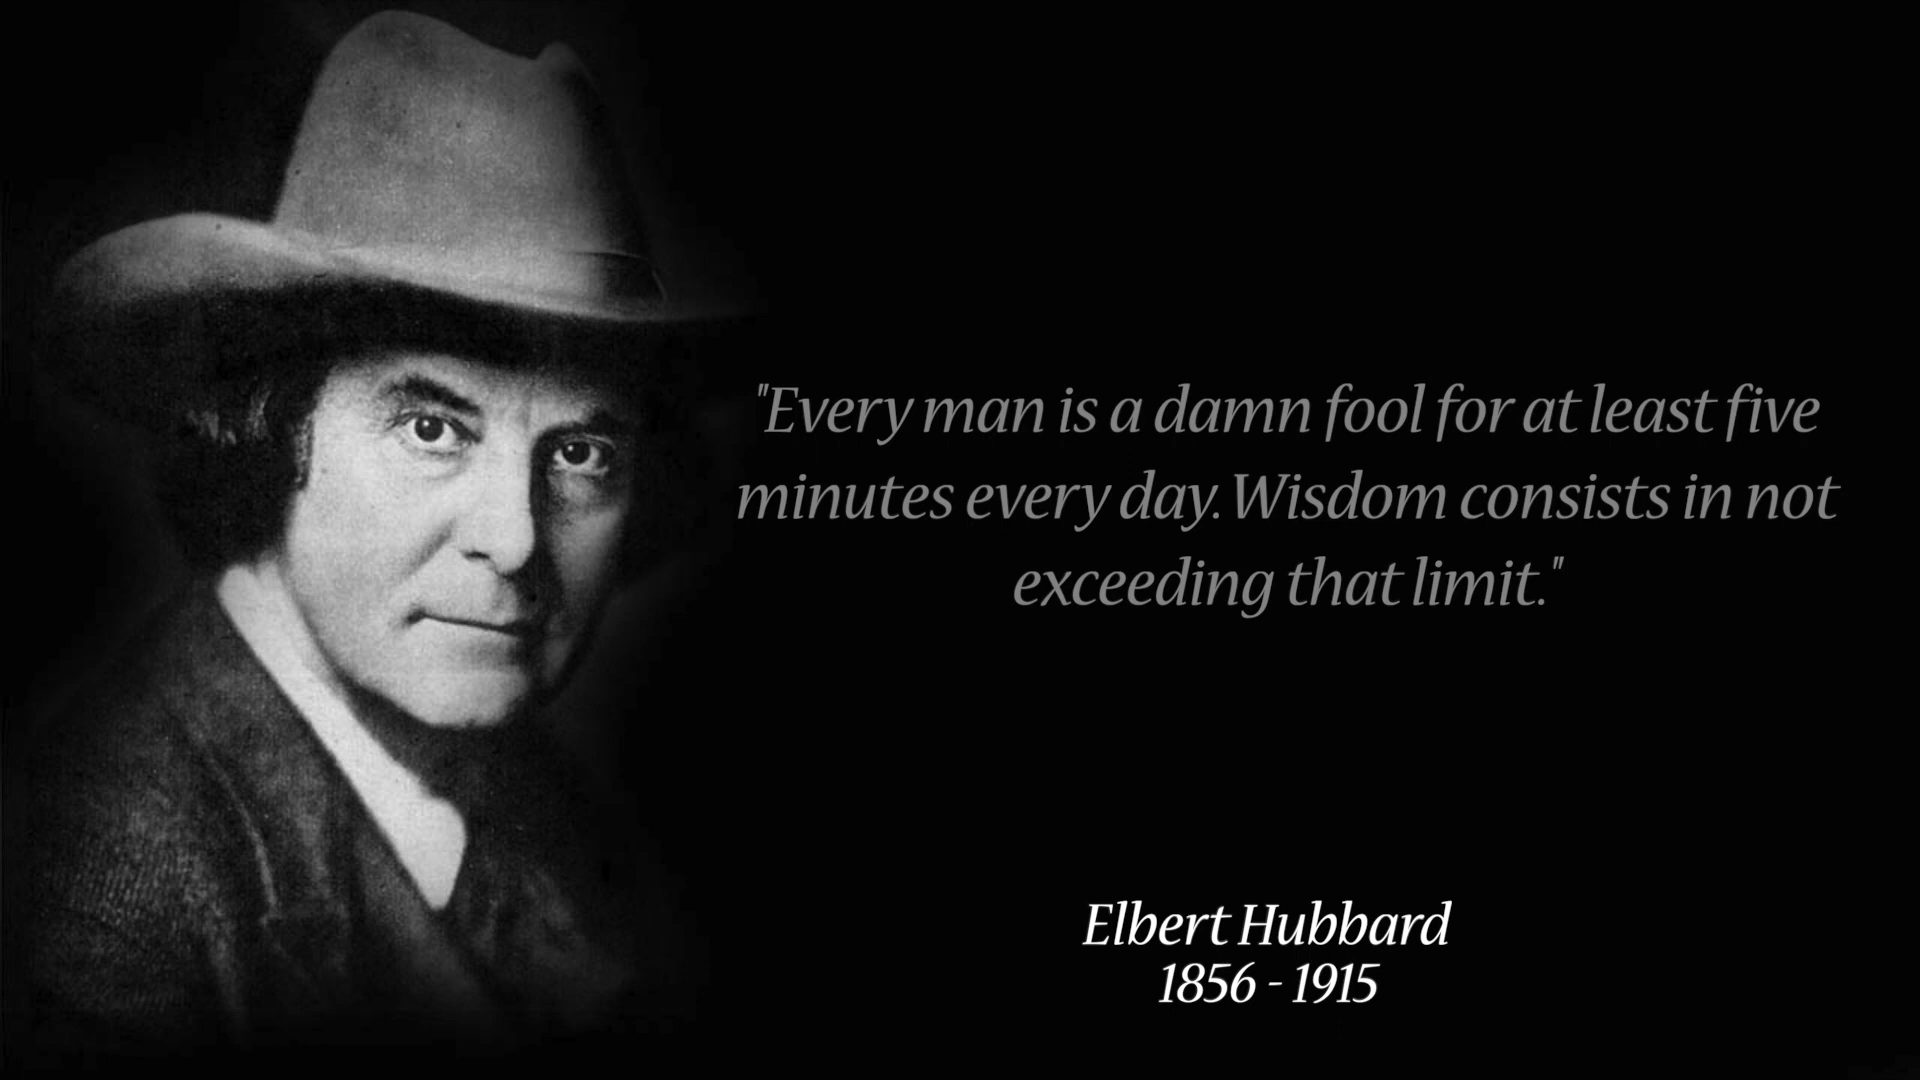 "Every man is a damn fool for at least five
minutes every day. Wisdom consists in not
exceeding that limit."
Elbert Hubbard
1856 - 1915